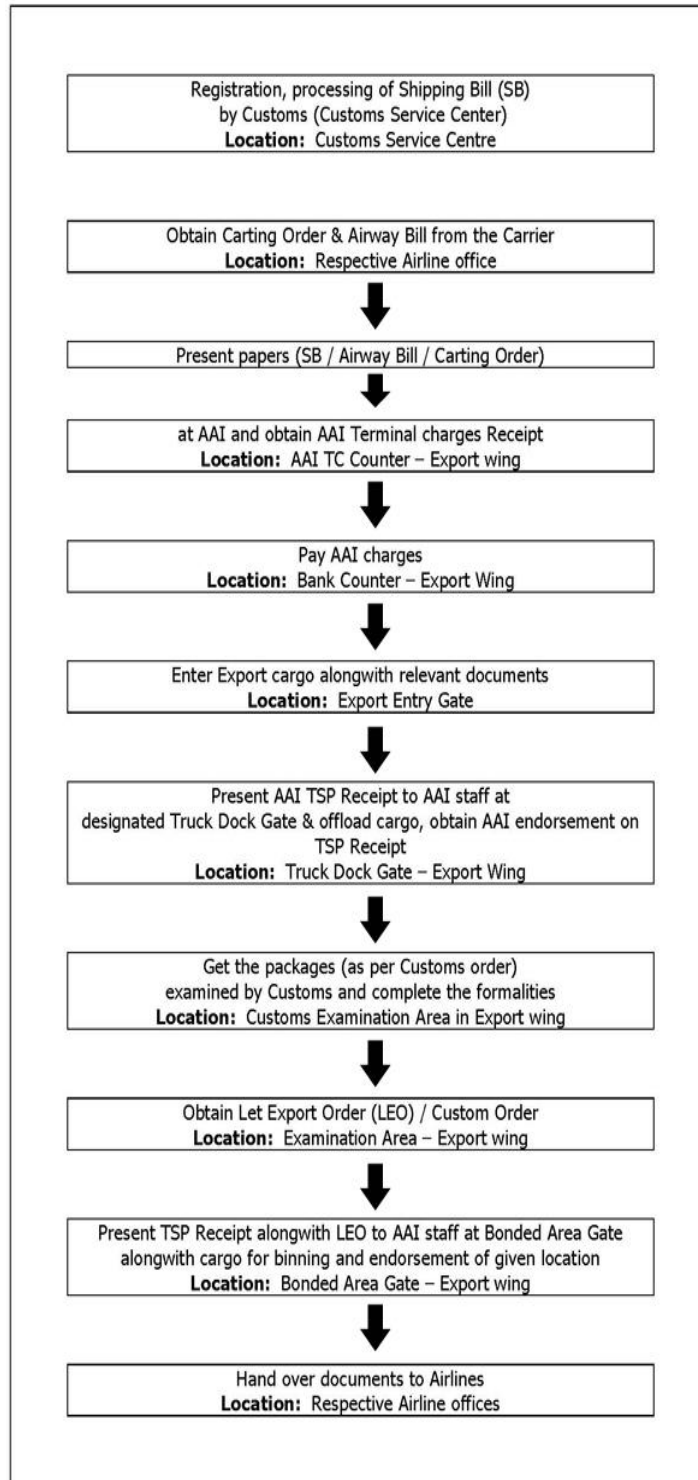 Registration, processing of Shipping Bill (SB)
by Customs (Customs Service Center)
Location: Customs Service Centre
Obtain Carting Order & Airway Bill from the Carrier
Location: Respective Airline office
Present papers (SB / Airway Bill / Carting Order)
at AAI and obtain AAI Terminal charges Receipt
Location: AAI TC Counter – Export wing
Pay AAI charges
Location: Bank Counter – Export Wing
Enter Export cargo alongwith relevant documents
Location: Export Entry Gate
Present AAI TSP Receipt to AAI staff at
designated Truck Dock Gate & offload cargo, obtain AAI endorsement on
TSP Receipt
Location: Truck Dock Gate – Export Wing
Get the packages (as per Customs order)
examined by Customs and complete the formalities
Location: Customs Examination Area in Export wing
Obtain Let Export Order (LEO) / Custom Order
Location: Examination Area – Export wing
Present TSP Receipt alongwith LEO to AAI staff at Bonded Area Gate
alongwith cargo for binning and endorsement of given location
Location: Bonded Area Gate – Export wing
Hand over documents to Airlines
Location: Respective Airline offices